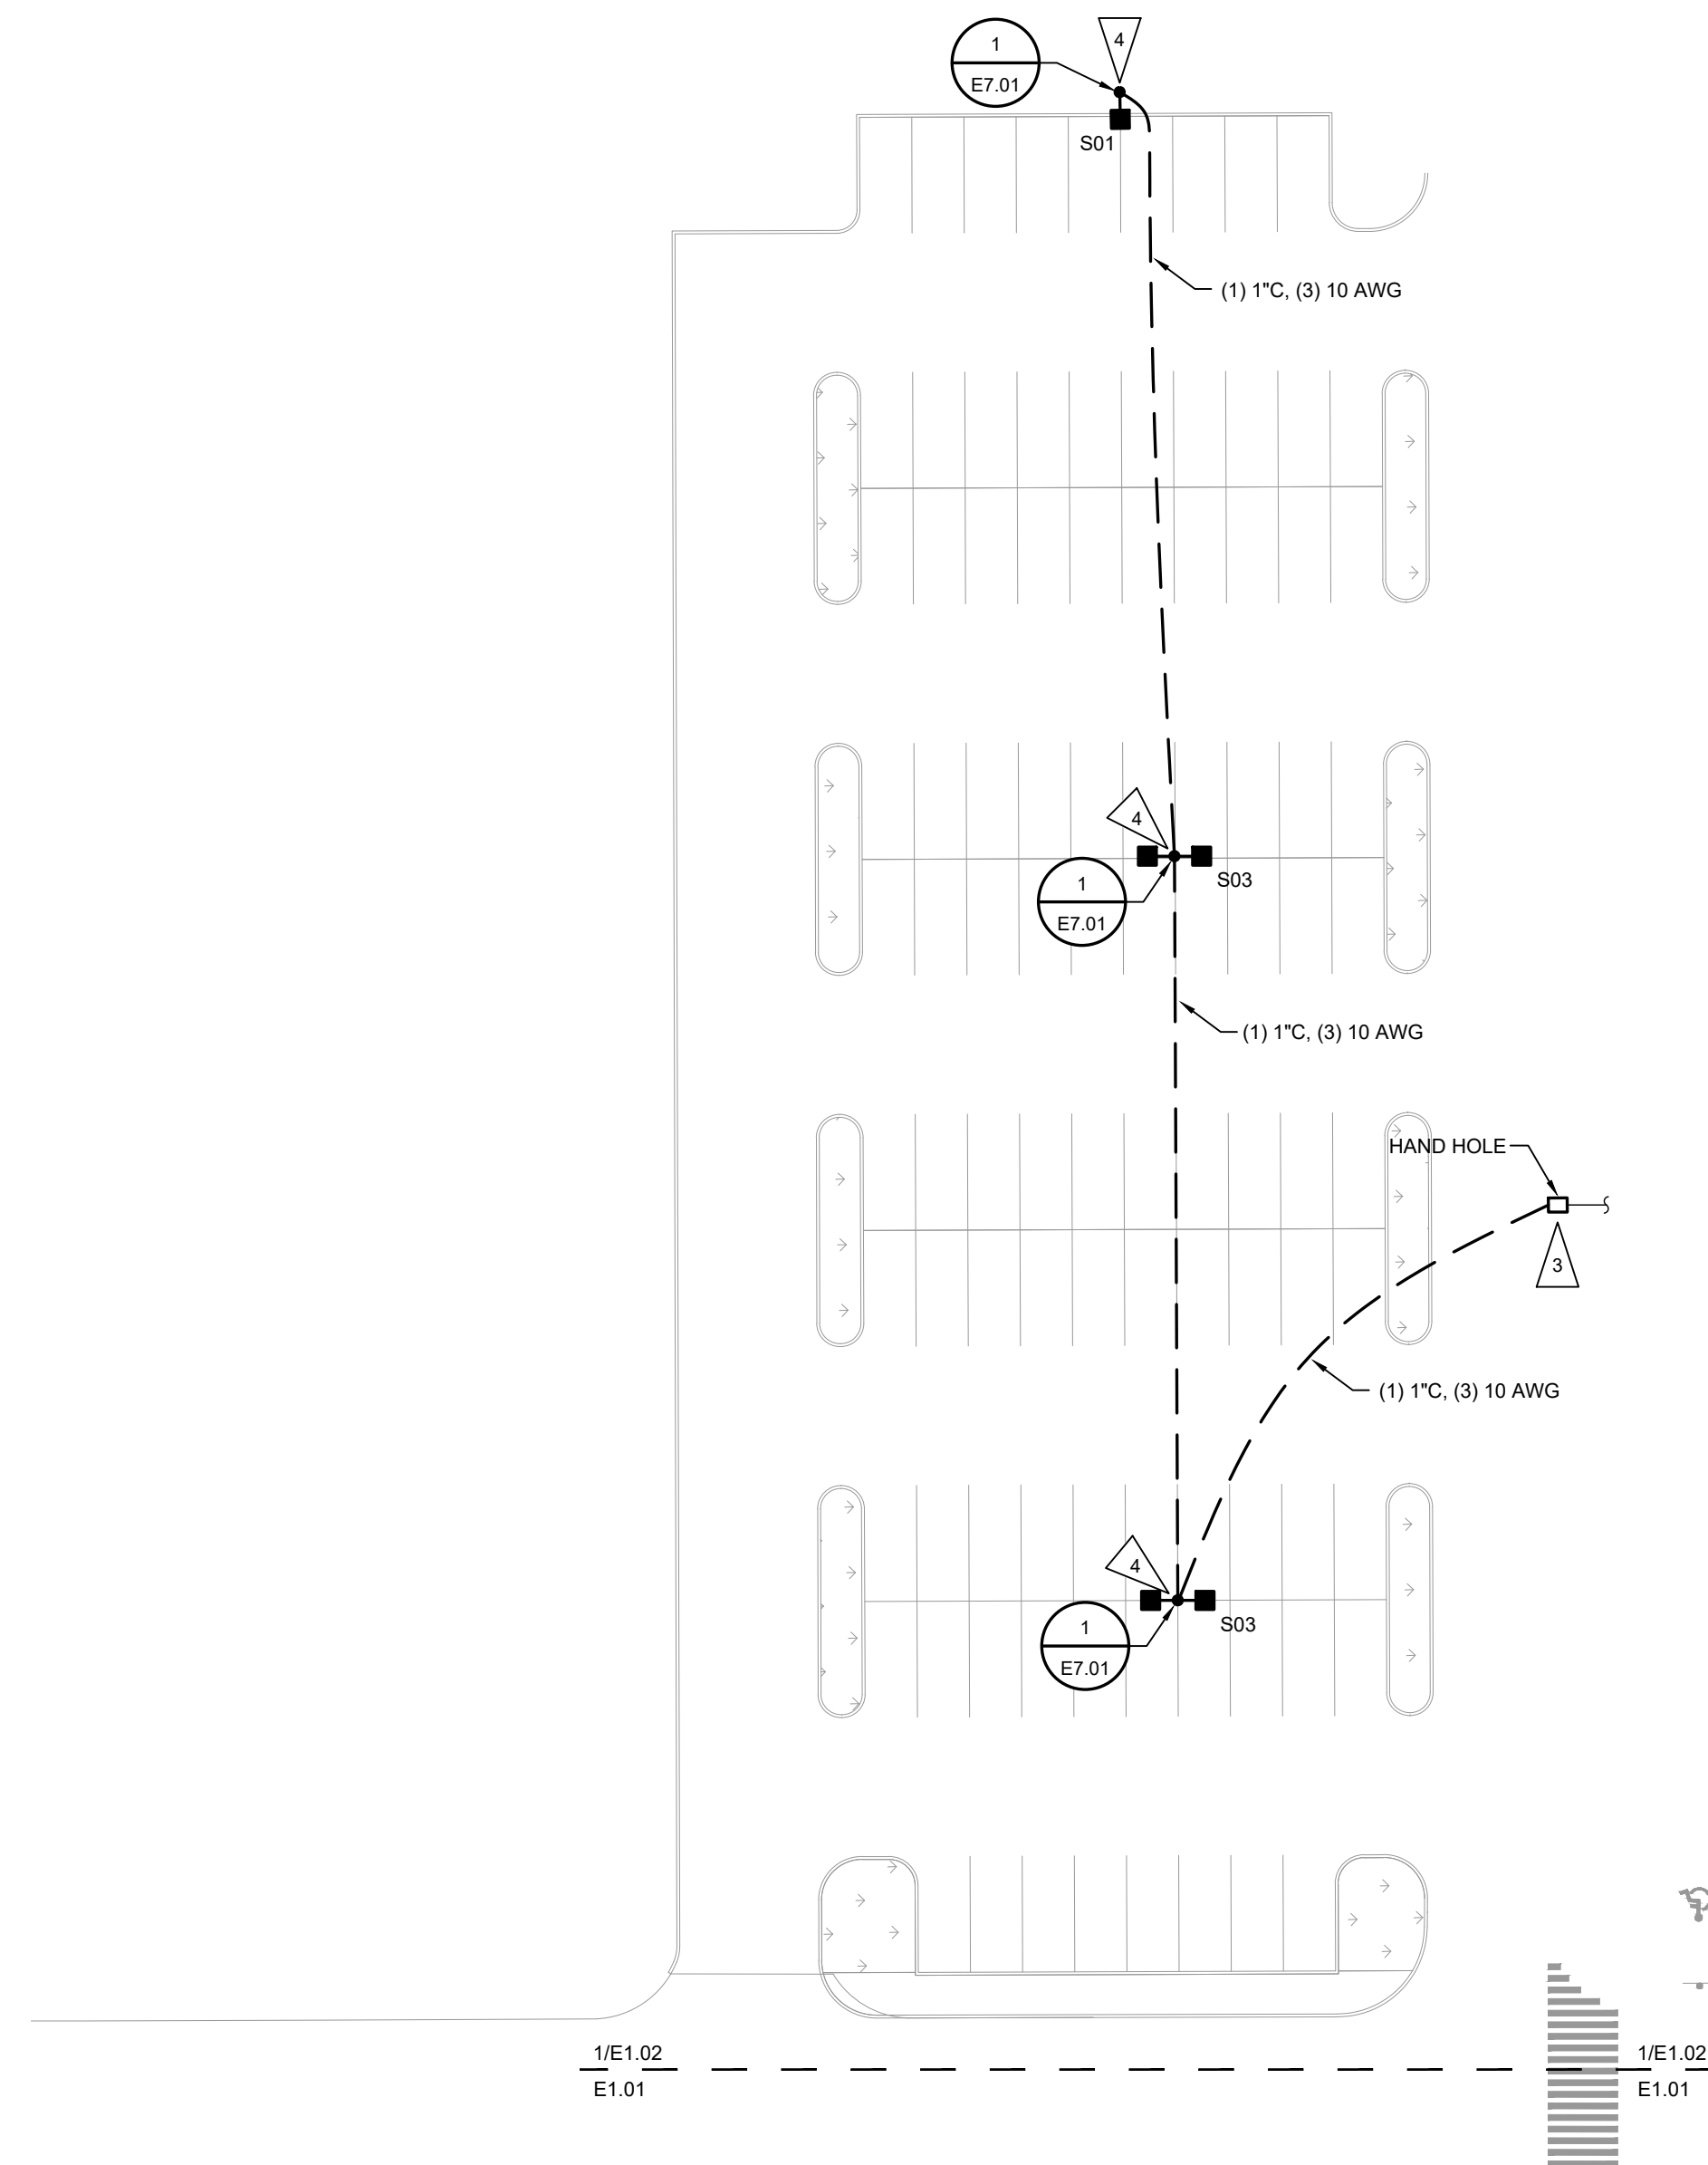 1
E7.01
4
S01
(1) 1"C, (3) 10 AWG
4
S03
1
E7.01
(1) 1"C, (3) 10 AWG
HAND HOLE
3
(1) 1"C, (3) 10 AWG
4
S03
1
E7.01
1/E1.02
E1.01
1/E1.02
E1.01